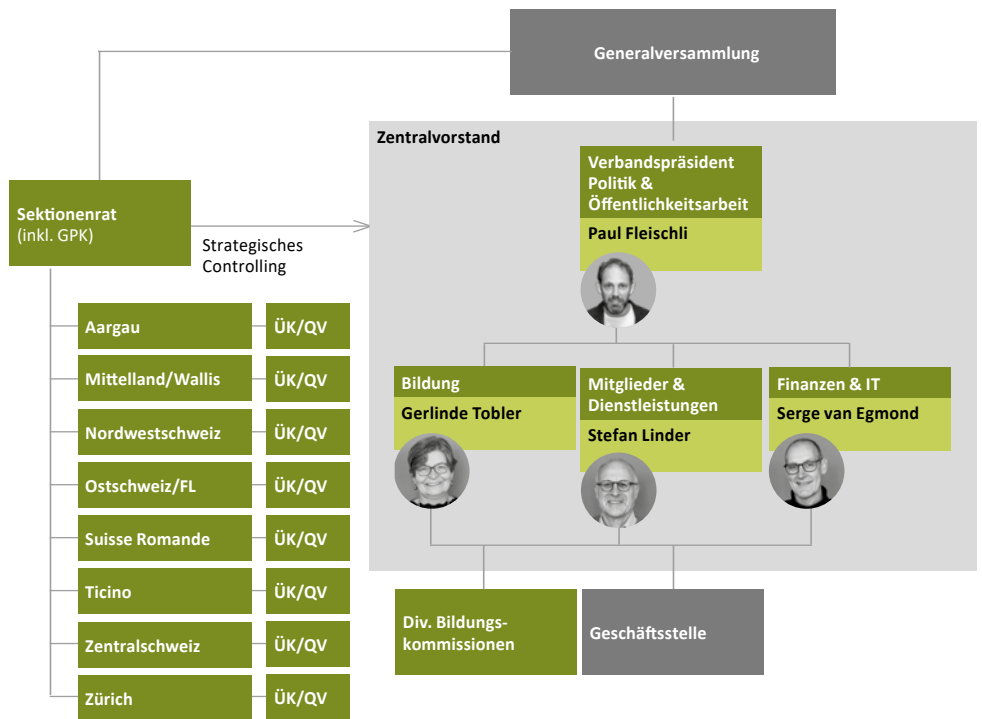 Generalversammlung
Zentralvorstand
Verbandspräsident
Politik &
Öffentlichkeitsarbeit
Paul Fleischli
Sektionenrat
(inkl. GPK)
Strategisches
Controlling
Aargau
ÜK/QV
Mittelland/Wallis
ÜK/QV
Nordwestschweiz
ÜK/QV
Ostschweiz/FL
ÜK/QV
Suisse Romande
ÜK/QV
Ticino
ÜK/QV
Zentralschweiz
ÜK/QV
Zürich
ÜK/QV
Bildung
Gerlinde Tobler
Mitglieder &
Dienstleistungen
Stefan Linder
Finanzen & IT
Serge van Egmond
Div. Bildungs-
kommissionen
Geschäftsstelle